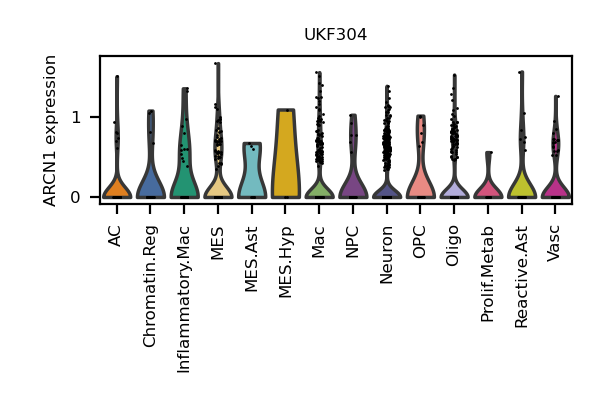 UKF304
ARCN1 expression
1
0
AC
Chromatin.Reg
Inflammatory.Mac
MES
MES.Ast
MES.Hyp
Mac
NPC
Neuron
OPC
Oligo
Prolif.Metab
Reactive.Ast
Vasc